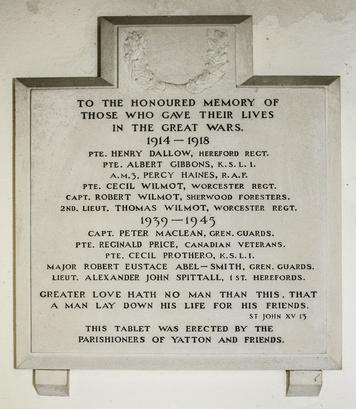 TO THE HONOURED MEMORY OF
THOSE WHO GAVE THEIR LIVES
IN THE GREAT WARS.
1914 — 1918
PTE. HENRY DALLOW, HEREFORD REGT.
PTE. ALBERT GIBBONS, K.S.L.I.
A.M.3. PERCY HAINES, R.A.F.
PTE. CECIL WILMOT, WORCESTER REGT.
CAPT. ROBERT WILMOT, SHERWOOD FORESTERS.
2ND. LIEUT. THOMAS WILMOT, WORCESTER REGT.
1939 — 1945
CAPT. PETER MACLEAN, GREN. GUARDS.
PTE. REGINALD PRICE, CANADIAN VETERANS.
PTE. CECIL PROTHERO, K.S.L.I.
MAJOR ROBERT EUSTACE ABEL—SMITH, GREN. GUARDS.
LIEUT. ALEXANDER JOHN SPITTALL, 1 ST. HEREFORDS.
GREATER LOVE HATH NO MAN THAN THIS, THAT
A MAN LAY DOWN HIS LIFE FOR HIS FRIENDS.
ST JOHN XV 13
THIS TABLET WAS ERECTED BY THE
PARISHIONERS OF YATTON AND FRIENDS.